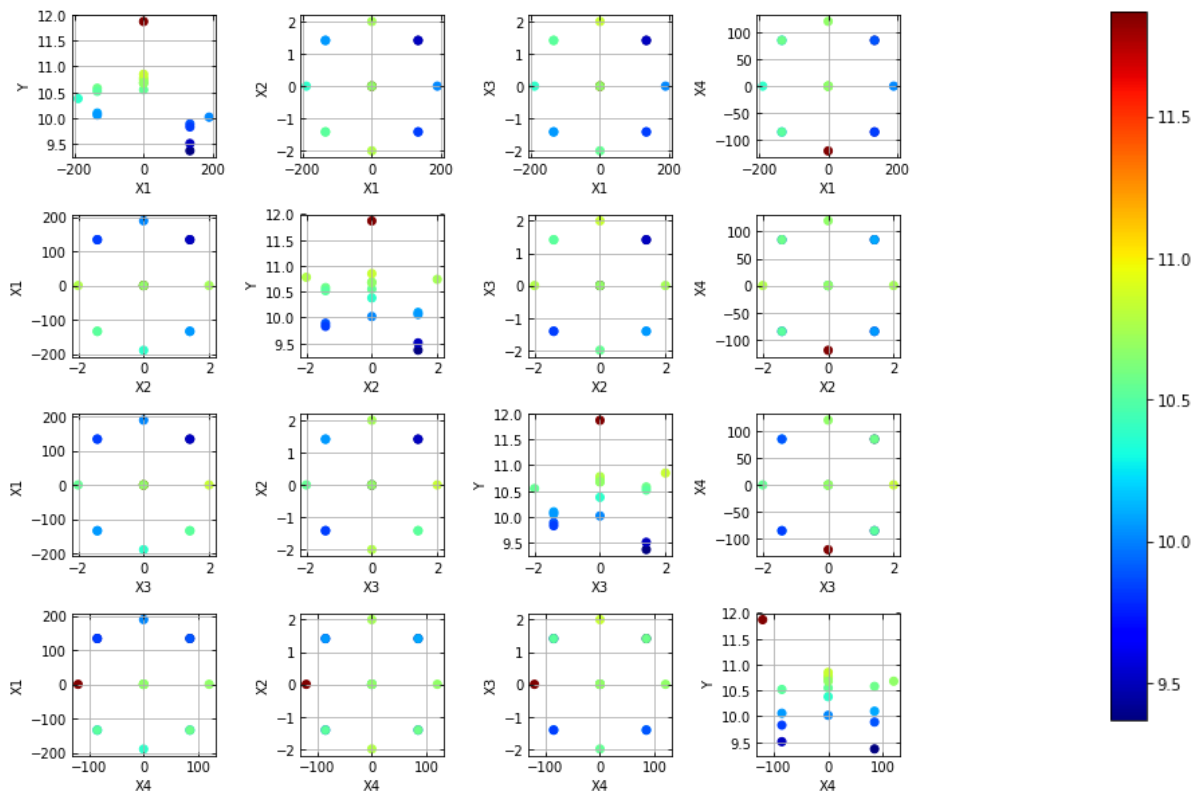 12.0 11.5 11.0 10.5 10.0 9.5 Y −200 0 200 X1
2 1 0 −1 −2 X2 −200 0 200 X1
2 1 0 −1 −2 X3 −200 0 200 X1
100 50 0 −50 −100 X4 −200 0 200 X1
200 100 0 −100 −200 X1 −2 0 2 X2
12.0 11.5 11.0 10.5 10.0 9.5 Y −2 0 2 X2
2 1 0 −1 −2 X3 −2 0 2 X2
100 50 0 −50 −100 X4 −2 0 2 X2
200 100 0 −100 −200 X1 −2 0 2 X3
2 1 0 −1 −2 X2 −2 0 2 X3
12.0 11.5 11.0 10.5 10.0 9.5 Y −2 0 2 X3
100 50 0 −50 −100 X4 −2 0 2 X3
200 100 0 −100 −200 X1 −100 0 100 X4
2 1 0 −1 −2 X2 −100 0 100 X4
2 1 0 −1 −2 X3 −100 0 100 X4
12.0 11.5 11.0 10.5 10.0 9.5 Y −100 0 100 X4
11.5
11.0
10.5
10.0
9.5